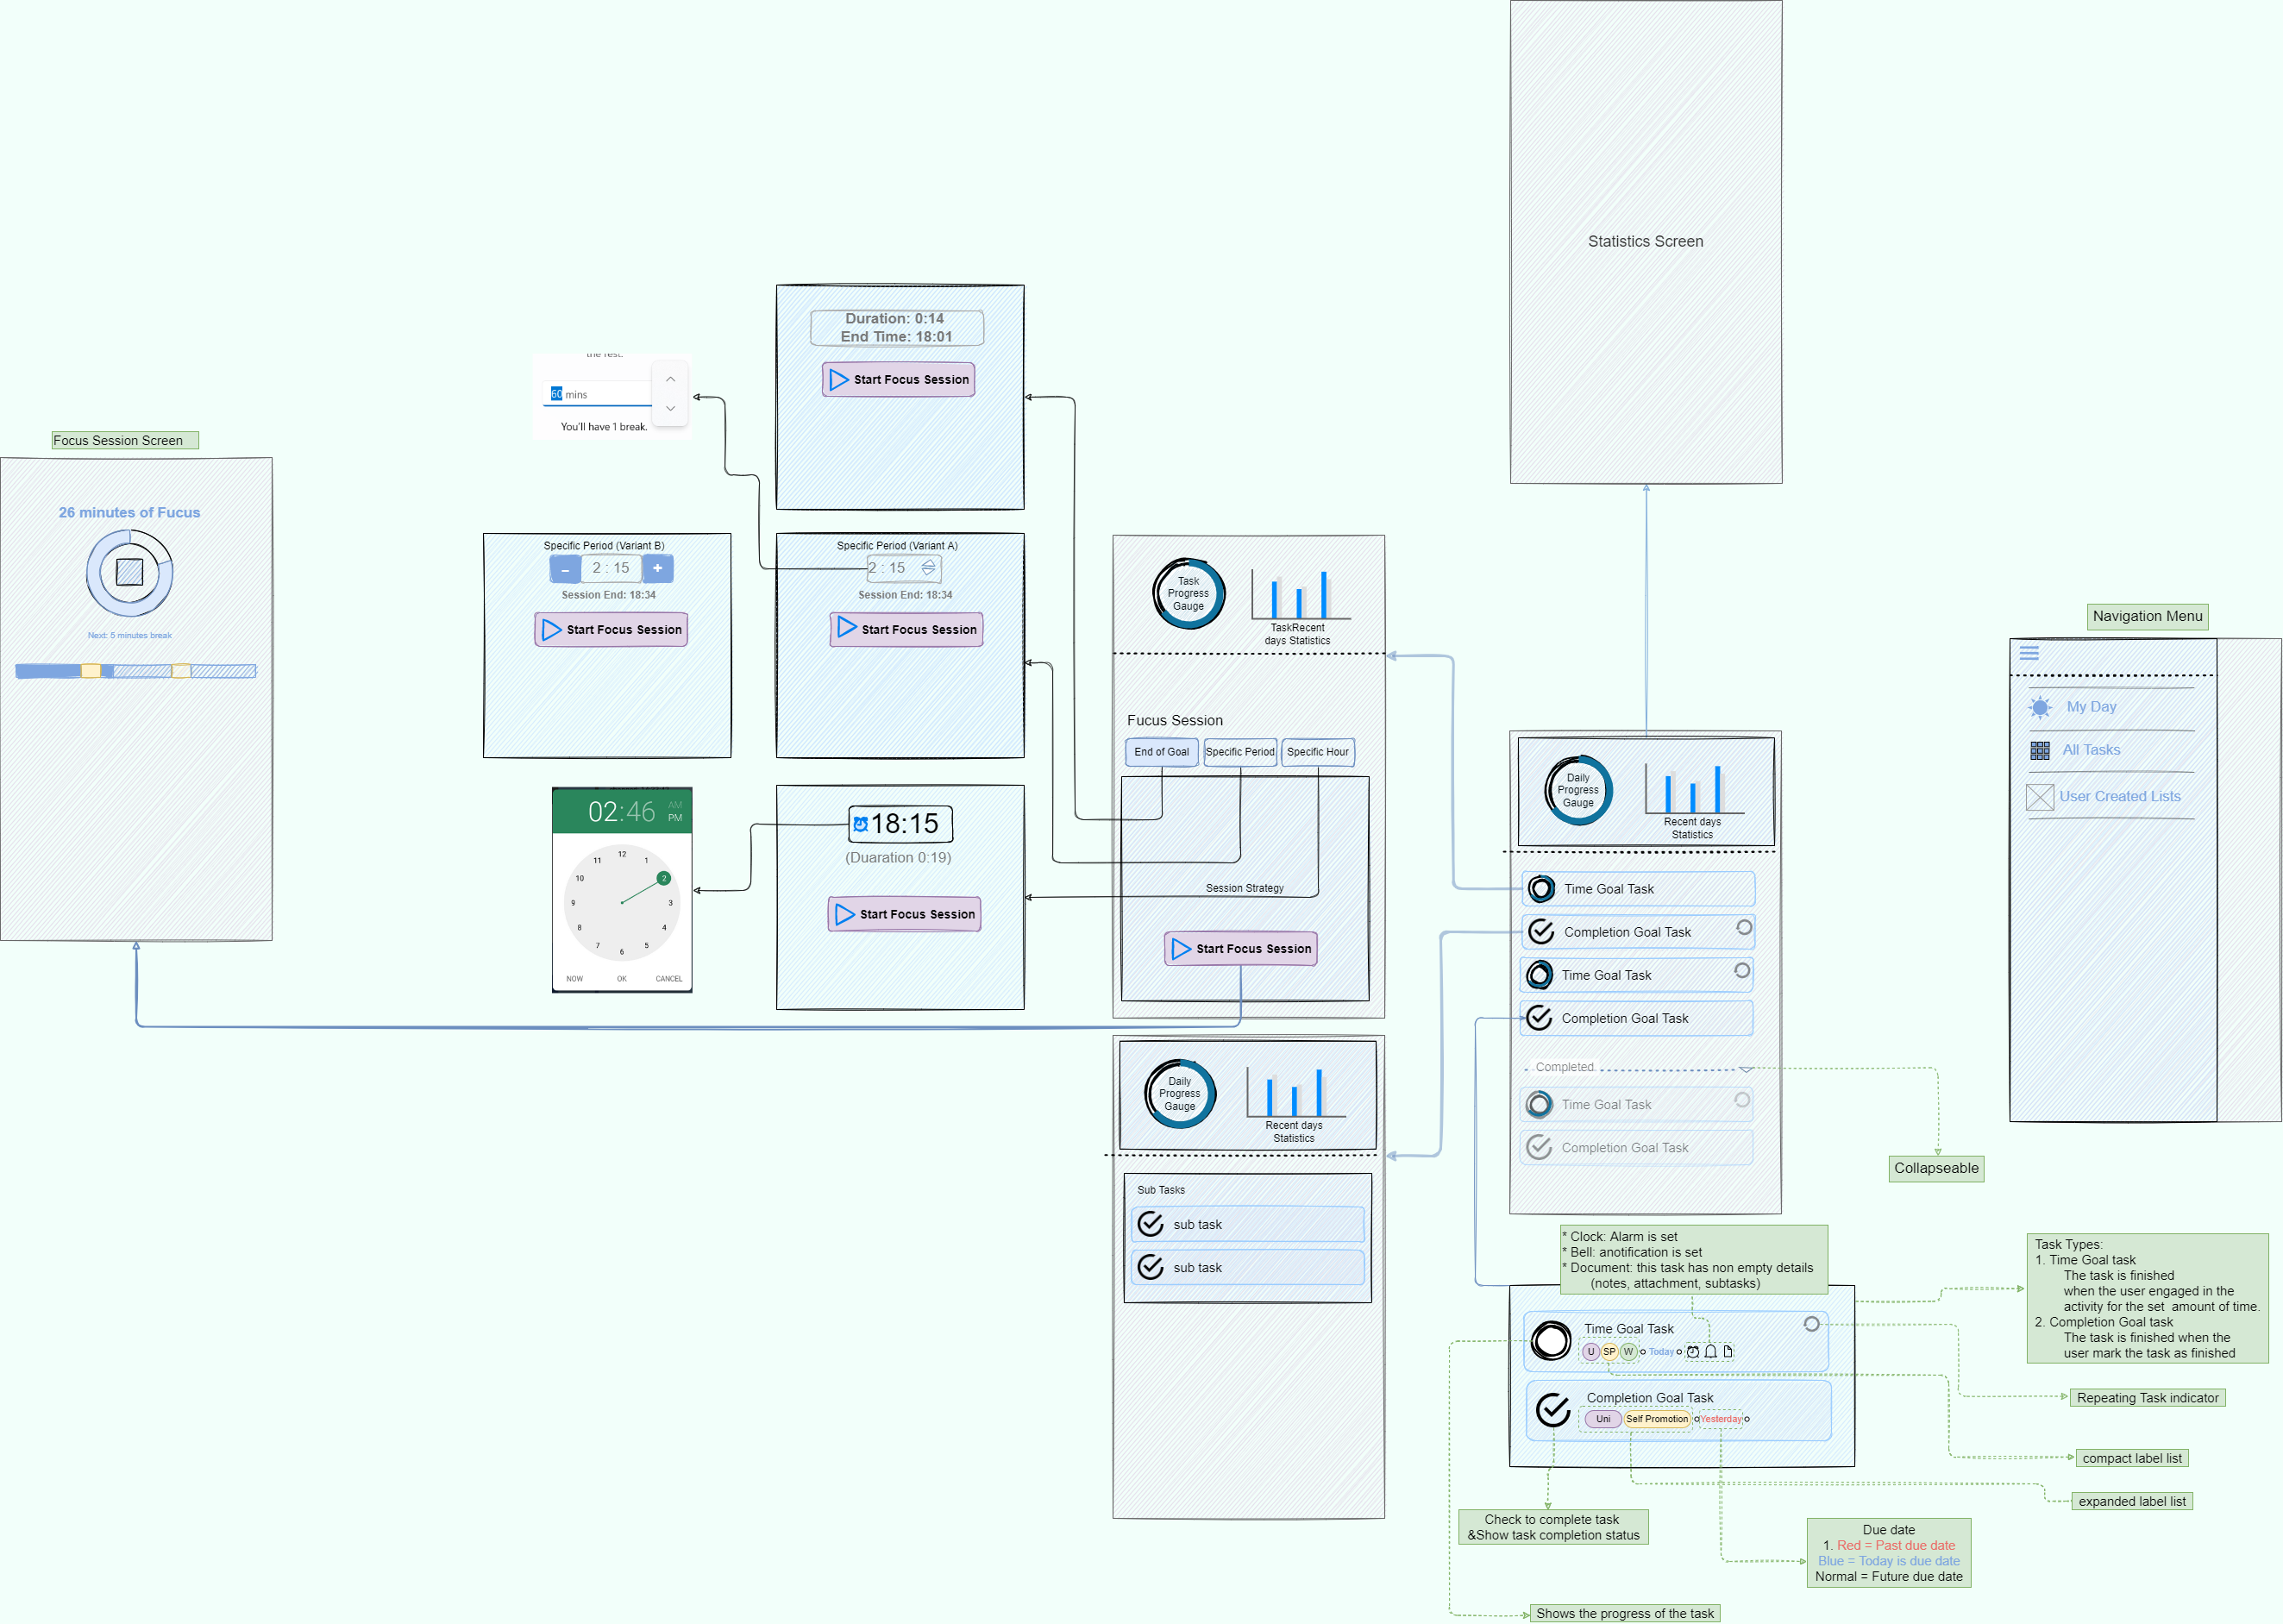 Statistics Screen
Duration: 0:14
End Time: 18:01
Start Focus Session
the rest.
60 mins
You'll have 1 break.
Focus Session Screen
26 minutes of Fucus
Next: 5 minutes break
Specific Period (Variant B)
- 2 : 15 +
Session End: 18:34
Start Focus Session
Specific Period (Variant A)
2 : 15
Session End: 18:34
Start Focus Session
02:46
AM
PM
12
11 1
10 2
9 3
8 4
7 5
6
NOW OK CANCEL
18:15
(Duaration 0:19)
Start Focus Session
Task
Progress
Gauge
TaskRecent
days Statistics
Fucus Session
End of Goal
Specific Period
Specific Hour
Session Strategy
Start Focus Session
Daily
Progress
Gauge
Recent days
Statistics
Sub Tasks
sub task
sub task
Daily
Progress
Gauge
Recent days
Statistics
Time Goal Task
Completion Goal Task
Time Goal Task
Completion Goal Task
Completed
Time Goal Task
Completion Goal Task
Navigation Menu
My Day
All Tasks
User Created Lists
Collapseable
* Clock: Alarm is set
* Bell: anotification is set
* Document: this task has non empty details
(notes, attachment, subtasks)
Time Goal Task
U SP W Today
Completion Goal Task
Uni Self Promotion Yesterday
Task Types:
1. Time Goal task
The task is finished
when the user engaged in the
activity for the set amount of time.
2. Completion Goal task
The task is finished when the
user mark the task as finished
Repeating Task indicator
compact label list
expanded label list
Check to complete task
&Show task completion status
Due date
1. Red = Past due date
Blue = Today is due date
Normal = Future due date
Shows the progress of the task